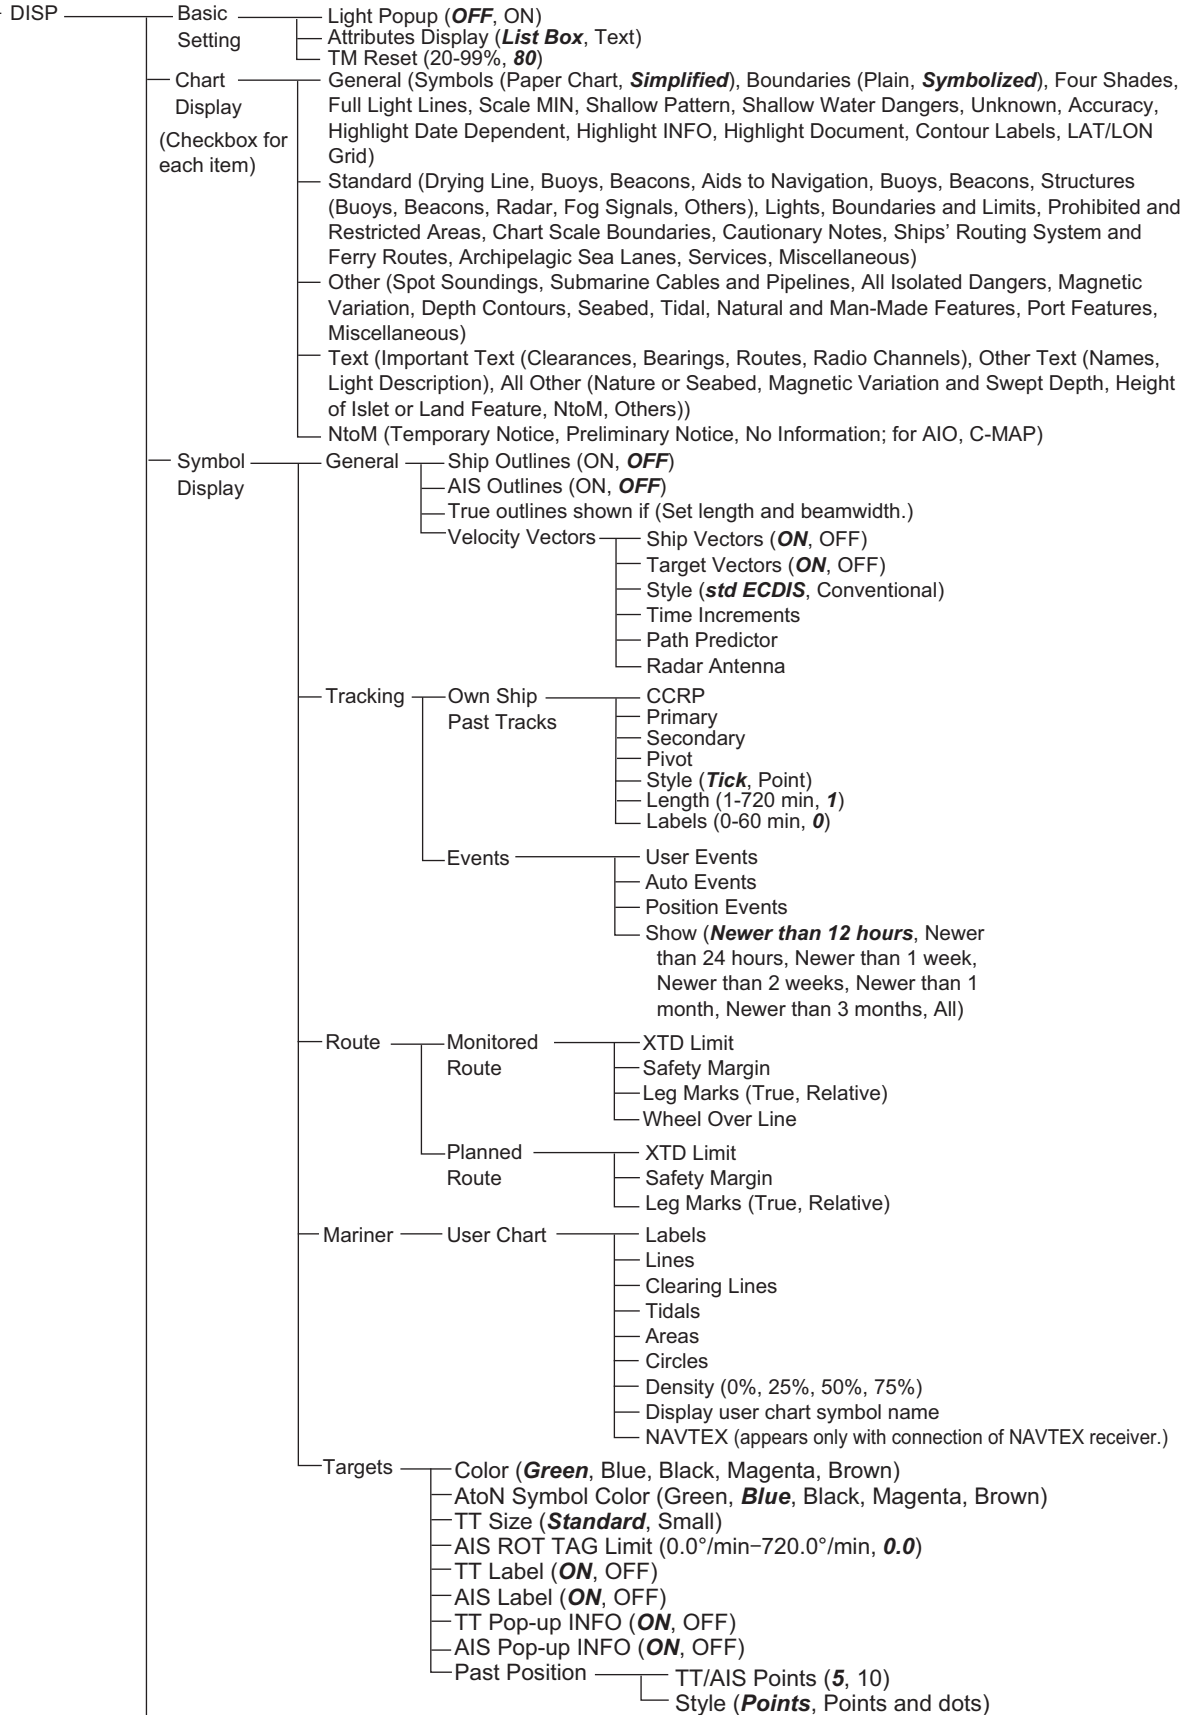 DISP
Basic
Setting
Light Popup (OFF, ON)
Attributes Display (List Box, Text)
TM Reset (20-99%, 80)
Chart
Display
(Checkbox for
each item)
General (Symbols (Paper Chart, Simplified), Boundaries (Plain, Symbolized), Four Shades,
Full Light Lines, Scale MIN, Shallow Pattern, Shallow Water Dangers, Unknown, Accuracy,
Highlight Date Dependent, Highlight INFO, Highlight Document, Contour Labels, LAT/LON
Grid)
Standard (Drying Line, Buoys, Beacons, Aids to Navigation, Buoys, Beacons, Structures
(Buoys, Beacons, Radar, Fog Signals, Others), Lights, Boundaries and Limits, Prohibited and
Restricted Areas, Chart Scale Boundaries, Cautionary Notes, Ships' Routing System and
Ferry Routes, Archipelagic Sea Lanes, Services, Miscellaneous)
Other (Spot Soundings, Submarine Cables and Pipelines, All Isolated Dangers, Magnetic
Variation, Depth Contours, Seabed, Tidal, Natural and Man-Made Features, Port Features,
Miscellaneous)
Text (Important Text (Clearances, Bearings, Routes, Radio Channels), Other Text (Names,
Light Description), All Other (Nature or Seabed, Magnetic Variation and Swept Depth, Height
of Islet or Land Feature, NtoM, Others))
NtoM (Temporary Notice, Preliminary Notice, No Information; for AIO, C-MAP)
Symbol
Display
General
Ship Outlines (ON, OFF)
AIS Outlines (ON, OFF)
True outlines shown if (Set length and beamwidth.)
Velocity Vectors
Ship Vectors (ON, OFF)
Target Vectors (ON, OFF)
Style (std ECDIS, Conventional)
Time Increments
Path Predictor
Radar Antenna
Tracking
Own Ship
Past Tracks
CCRP
Primary
Secondary
Pivot
Style (Tick, Point)
Length (1-720 min, 1)
Labels (0-60 min, 0)
Events
User Events
Auto Events
Position Events
Show (Newer than 12 hours, Newer
than 24 hours, Newer than 1 week,
Newer than 2 weeks, Newer than 1
month, Newer than 3 months, All)
Route
Monitored
Route
XTD Limit
Safety Margin
Leg Marks (True, Relative)
Wheel Over Line
Planned
Route
XTD Limit
Safety Margin
Leg Marks (True, Relative)
Mariner
User Chart
Labels
Lines
Clearing Lines
Tidals
Areas
Circles
Density (0%, 25%, 50%, 75%)
Display user chart symbol name
NAVTEX (appears only with connection of NAVTEX receiver.)
Targets
Color (Green, Blue, Black, Magenta, Brown)
AtoN Symbol Color (Green, Blue, Black, Magenta, Brown)
TT Size (Standard, Small)
AIS ROT TAG Limit (0.0°/min−720.0°/min, 0.0)
TT Label (ON, OFF)
AIS Label (ON, OFF)
TT Pop-up INFO (ON, OFF)
AIS Pop-up INFO (ON, OFF)
Past Position
TT/AIS Points (5, 10)
Style (Points, Points and dots)